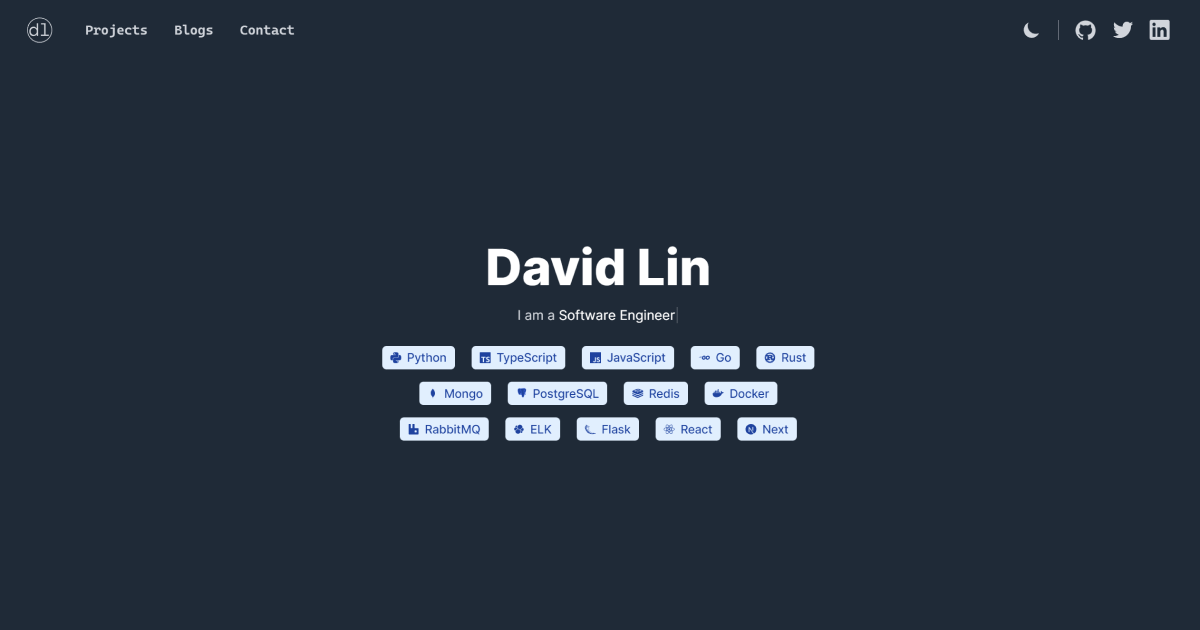 dl Projects Blogs Contact
David Lin
I am a Software Engineer
Python TypeScript JavaScript Go Rust
Mongo PostgreSQL Redis Docker
RabbitMQ ELK Flask React Next